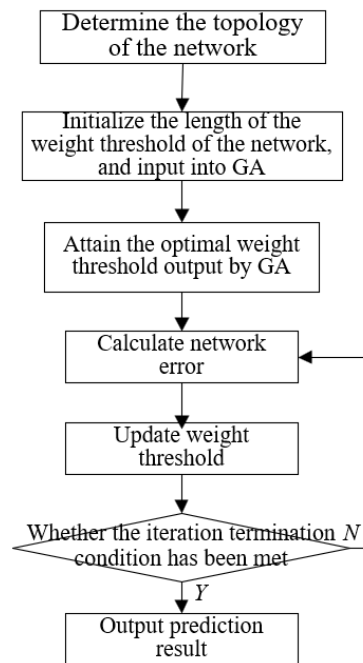 Determine the topology
of the network
Initialize the length of the
weight threshold of the network,
and input into GA
Attain the optimal weight
threshold output by GA
Calculate network
error
Update weight
threshold
Whether the iteration termination
condition has been met
N
Y
Output prediction
result